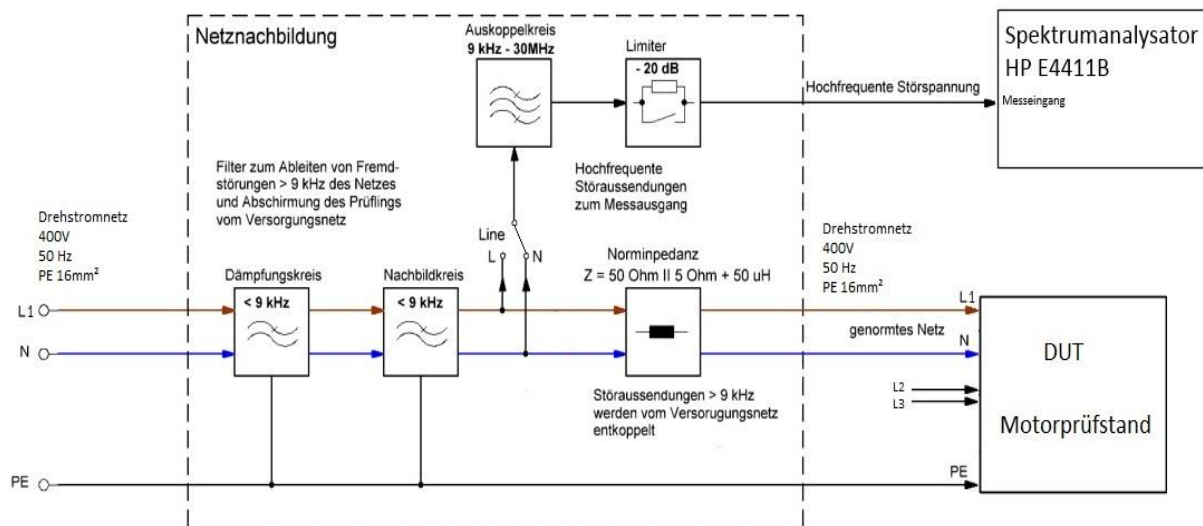 Netznachbildung
Auskoppelkreis
9 kHz - 30MHz
Limiter
- 20 dB
Hochfrequente Störspannung
Spektrumanalysator
HP E4411B
Messeingang
Filter zum Ableiten von Fremd-
störungen > 9 kHz des Netzes
und Abschirmung des Prüflings
vom Versorgungsnetz
Hochfrequente
Störaussendungen
zum Messausgang
Drehstromnetz
400V
50 Hz
PE 16mm²
Line
L
N
Norminpedanz
Z = 50 Ohm II 5 Ohm + 50 uH
Drehstromnetz
400V
50 Hz
PE 16mm²
Dämpfungskreis
< 9 kHz
Nachbildkreis
< 9 kHz
L1
N
L1
genormtes Netz
N
L2
L3
DUT
Motorprüfstand
Störaussendungen > 9 kHz
werden vom Versorugungsnetz
entkoppelt
PE
PE